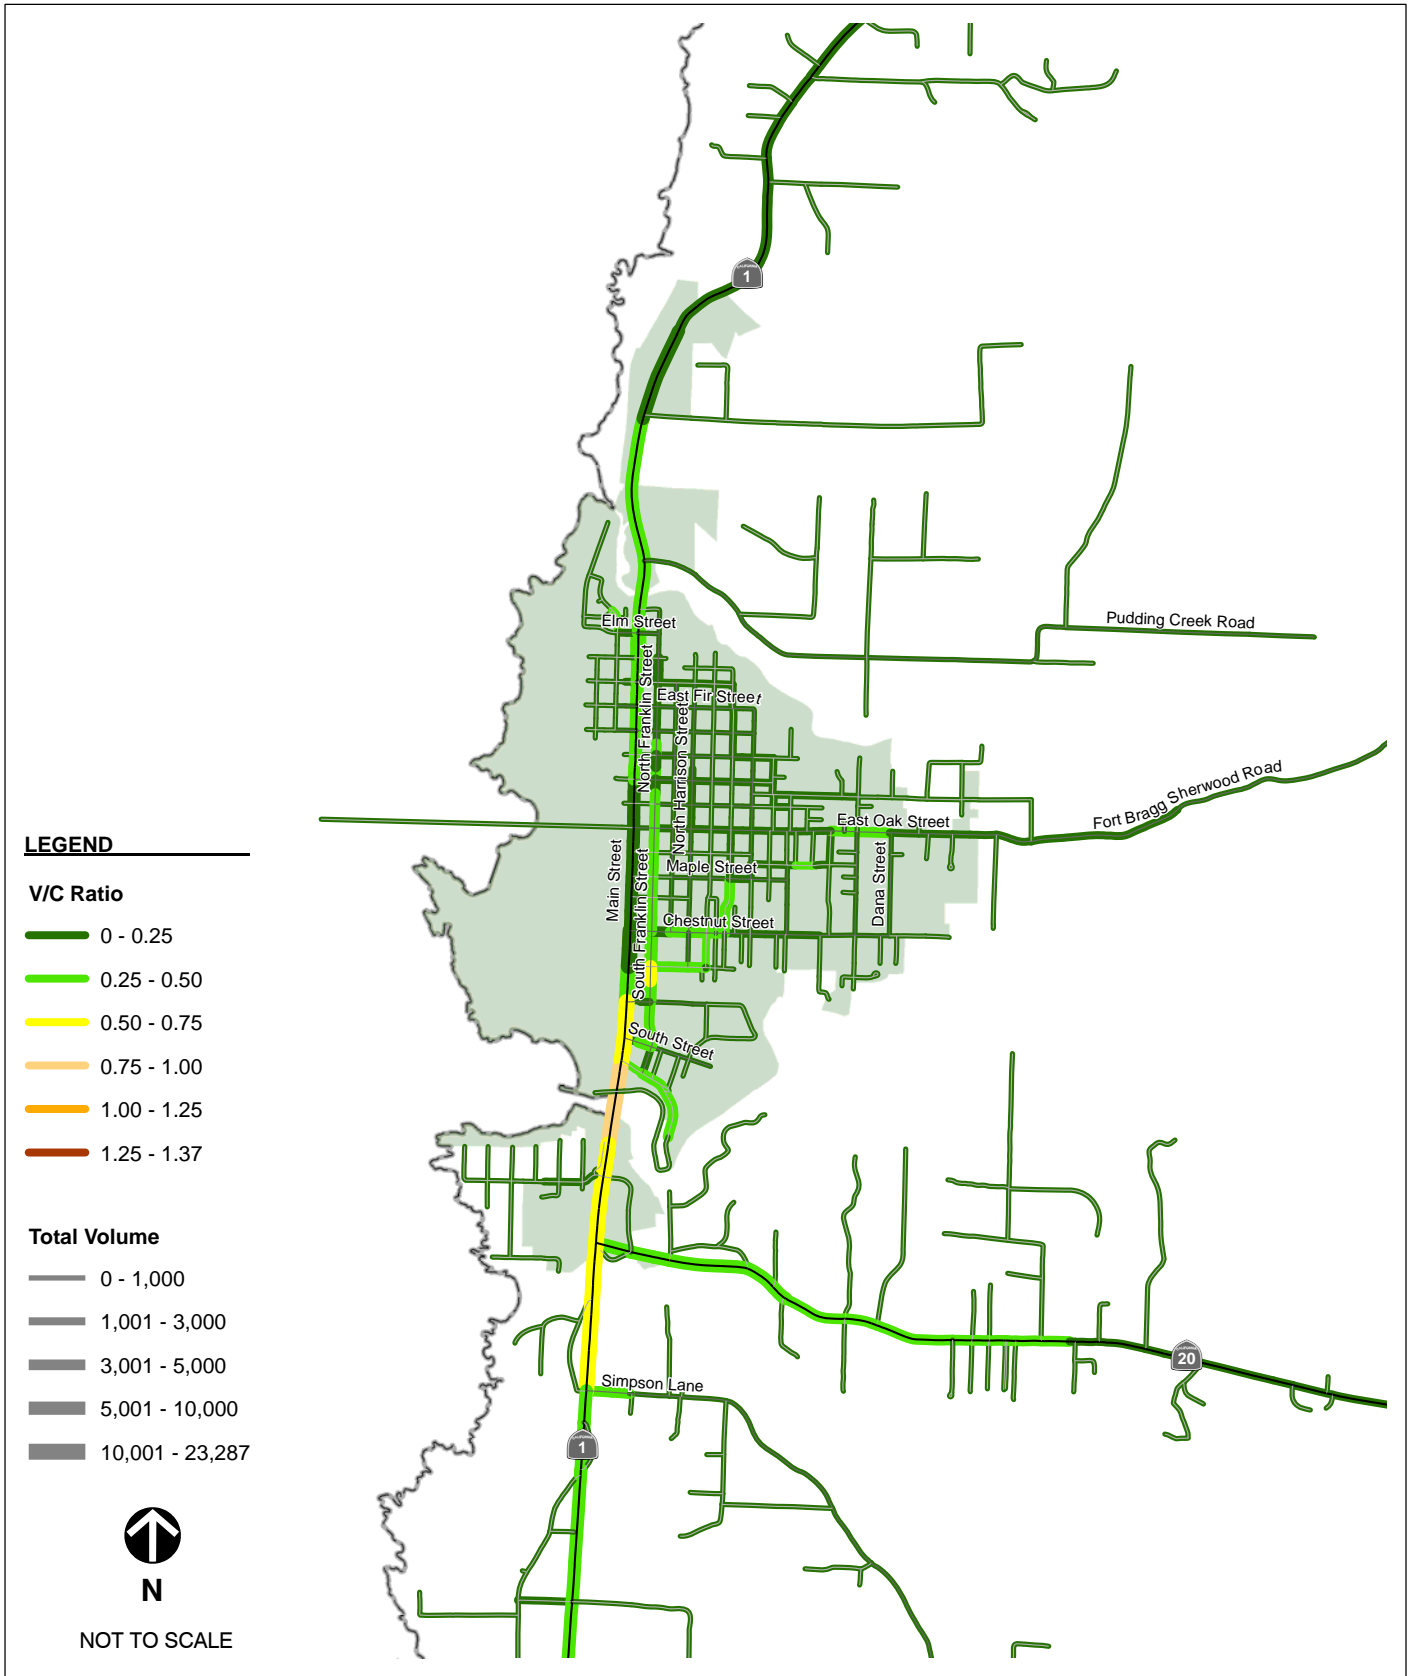 1
Elm Street
Pudding Creek Road
North Franklin Street
East Fir Street
North Harrison Street
Fort Bragg Sherwood Road
East Oak Street
Main Street
South Franklin Street
Maple Street
Dana Street
Chestnut Street
South Street
20
Simpson Lane
1
LEGEND
V/C Ratio
0 - 0.25
0.25 - 0.50
0.50 - 0.75
0.75 - 1.00
1.00 - 1.25
1.25 - 1.37
Total Volume
0 - 1,000
1,001 - 3,000
3,001 - 5,000
5,001 - 10,000
10,001 - 23,287
N
NOT TO SCALE